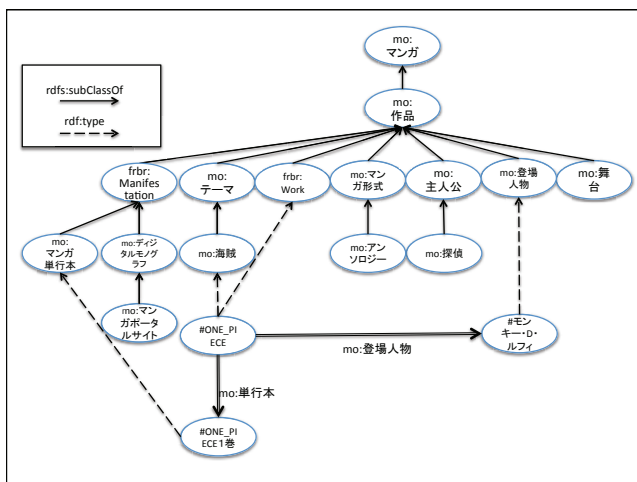 mo:
マンガ
rdfs:subClassOf
rdf:type
mo:
作品
frbr:
Manifes
tation
mo:
テーマ
frbr:
Work
mo:マン
ガ形式
mo:
主人公
mo:登場
人物
mo:舞
台
mo:
マンガ
単行本
mo:ディジ
タルモノグ
ラフ
mo:海賊
mo:アン
ソロジー
mo:探偵
mo:マン
ガポータ
ルサイト
#ONE_PI
ECE
#モン
キー・D・
ルフィ
mo:登場人物
mo:単行本
#ONE_PI
ECE1巻